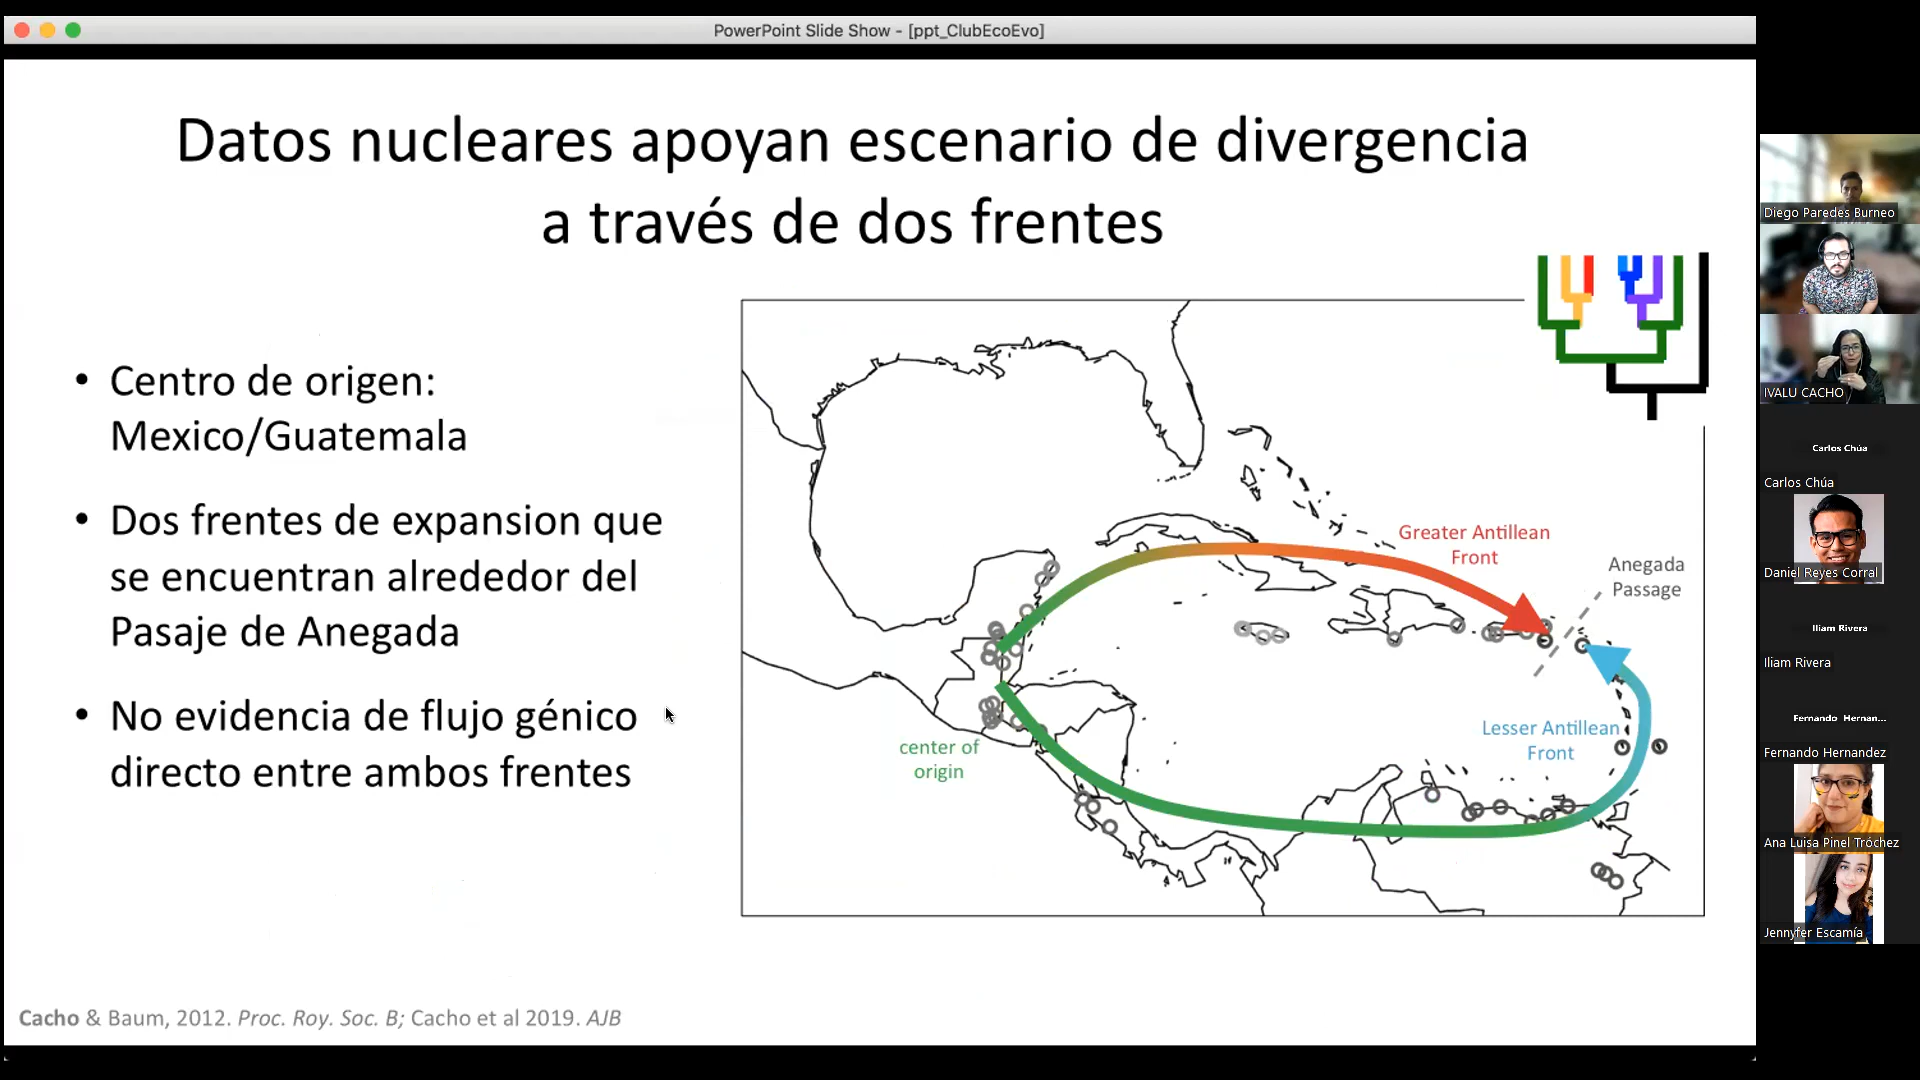 PowerPoint Slide Show - [ppt_ClubEcoEvo]
Datos nucleares apoyan escenario de divergencia
a través de dos frentes
• Centro de origen:
Mexico/Guatemala
• Dos frentes de expansion que
se encuentran alrededor del
Pasaje de Anegada
• No evidencia de flujo génico
directo entre ambos frentes
Greater Antillean
Front
Anegada
Passage
Lesser Antillean
Front
center of
origin
Cacho & Baum, 2012. Proc. Roy. Soc. B; Cacho et al 2019. AJB
Diego Paredes Burneo
IVALU CACHO
Carlos Chúa
Carlos Chúa
Daniel Reyes Corral
Iliam Rivera
Iliam Rivera
Fernando Hernan...
Fernando Hernandez
Ana Luisa Pinel Tróchez
Jennyfer Escamía